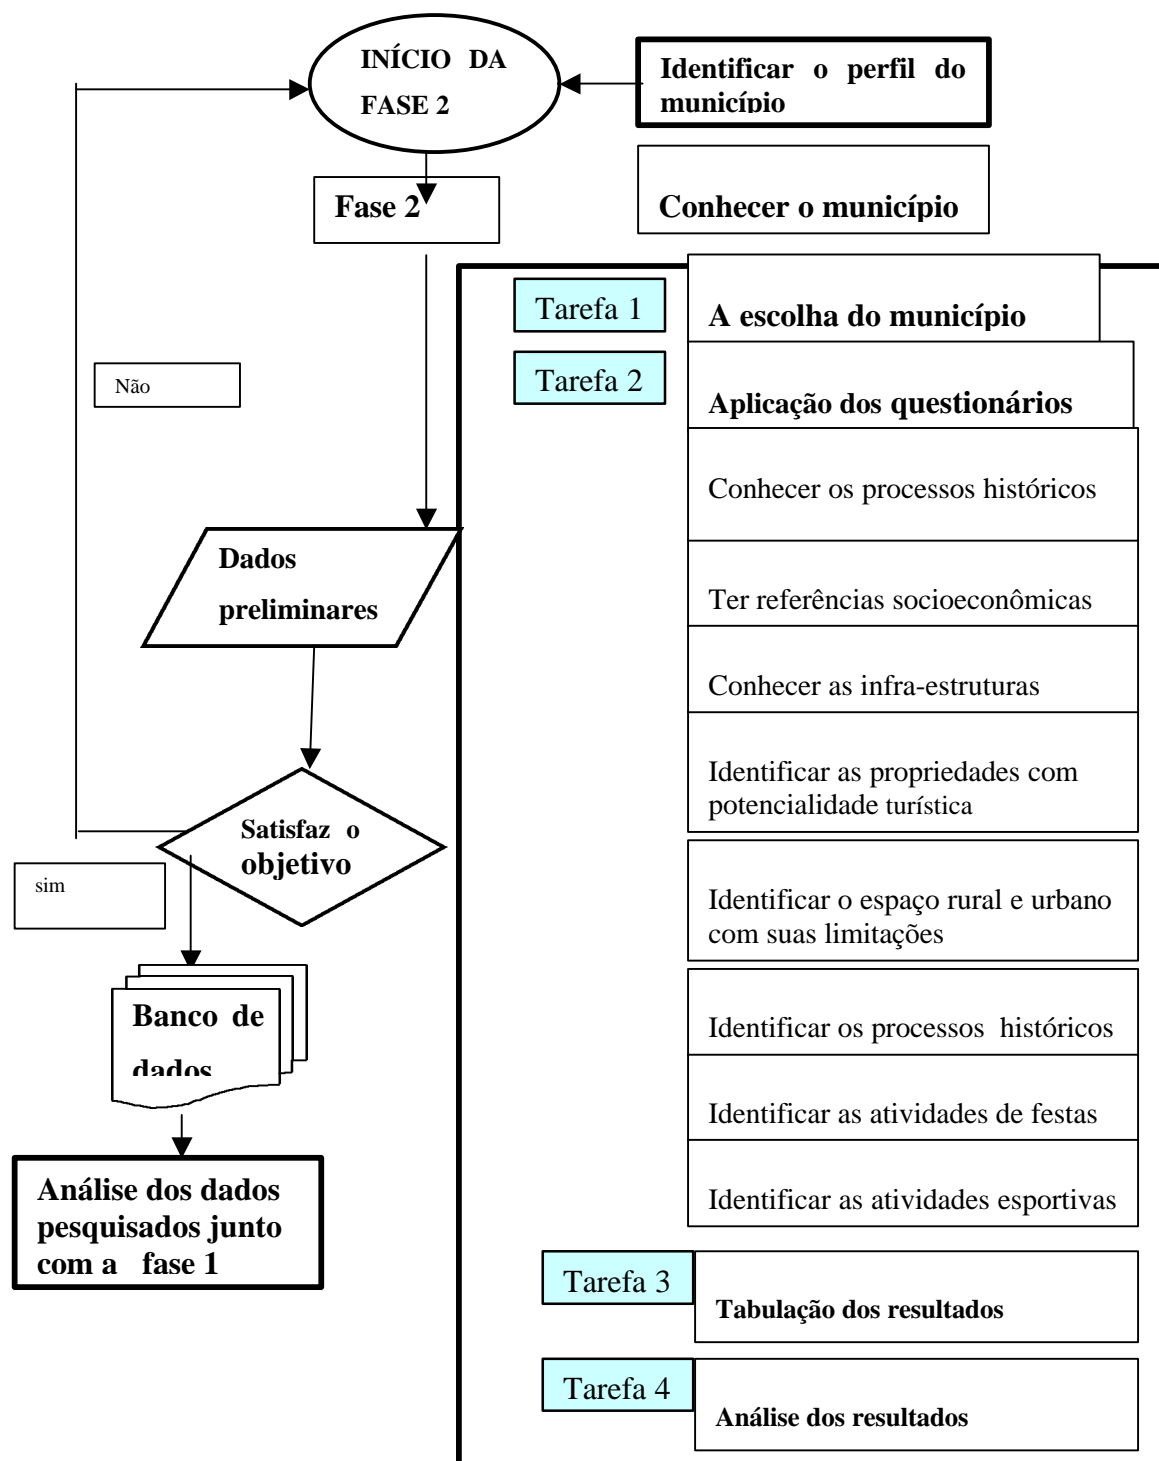 INÍCIO DA
FASE 2
Identificar o perfil do
município
Fase 2
Conhecer o município
Tarefa 1
A escolha do município
Tarefa 2
Aplicação dos questionários
Não
Conhecer os processos históricos
Dados
preliminares
Ter referências socioeconômicas
Conhecer as infra-estruturas
Identificar as propriedades com
potencialidade turística
Satisfaz o
objetivo
sim
Identificar o espaço rural e urbano
com suas limitações
Banco de
dados
Identificar os processos históricos
Identificar as atividades de festas
Identificar as atividades esportivas
Análise dos dados
pesquisados junto
com a fase 1
Tarefa 3
Tabulação dos resultados
Tarefa 4
Análise dos resultados